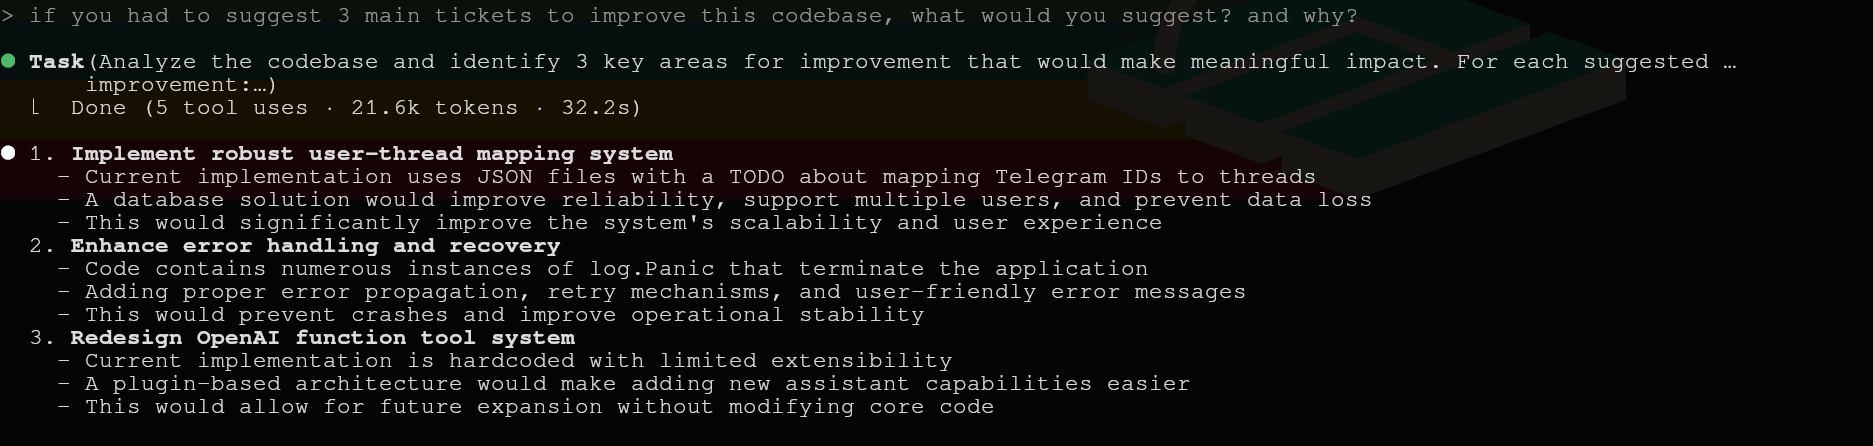 > if you had to suggest 3 main tickets to improve this codebase, what would you suggest? and why?
● Task(Analyze the codebase and identify 3 key areas for improvement that would make meaningful impact. For each suggested …
improvement:…)
⎿ Done (5 tool uses · 21.6k tokens · 32.2s)
● 1. Implement robust user-thread mapping system
- Current implementation uses JSON files with a TODO about mapping Telegram IDs to threads
- A database solution would improve reliability, support multiple users, and prevent data loss
- This would significantly improve the system's scalability and user experience
2. Enhance error handling and recovery
- Code contains numerous instances of log.Panic that terminate the application
- Adding proper error propagation, retry mechanisms, and user-friendly error messages
- This would prevent crashes and improve operational stability
3. Redesign OpenAI function tool system
- Current implementation is hardcoded with limited extensibility
- A plugin-based architecture would make adding new assistant capabilities easier
- This would allow for future expansion without modifying core code